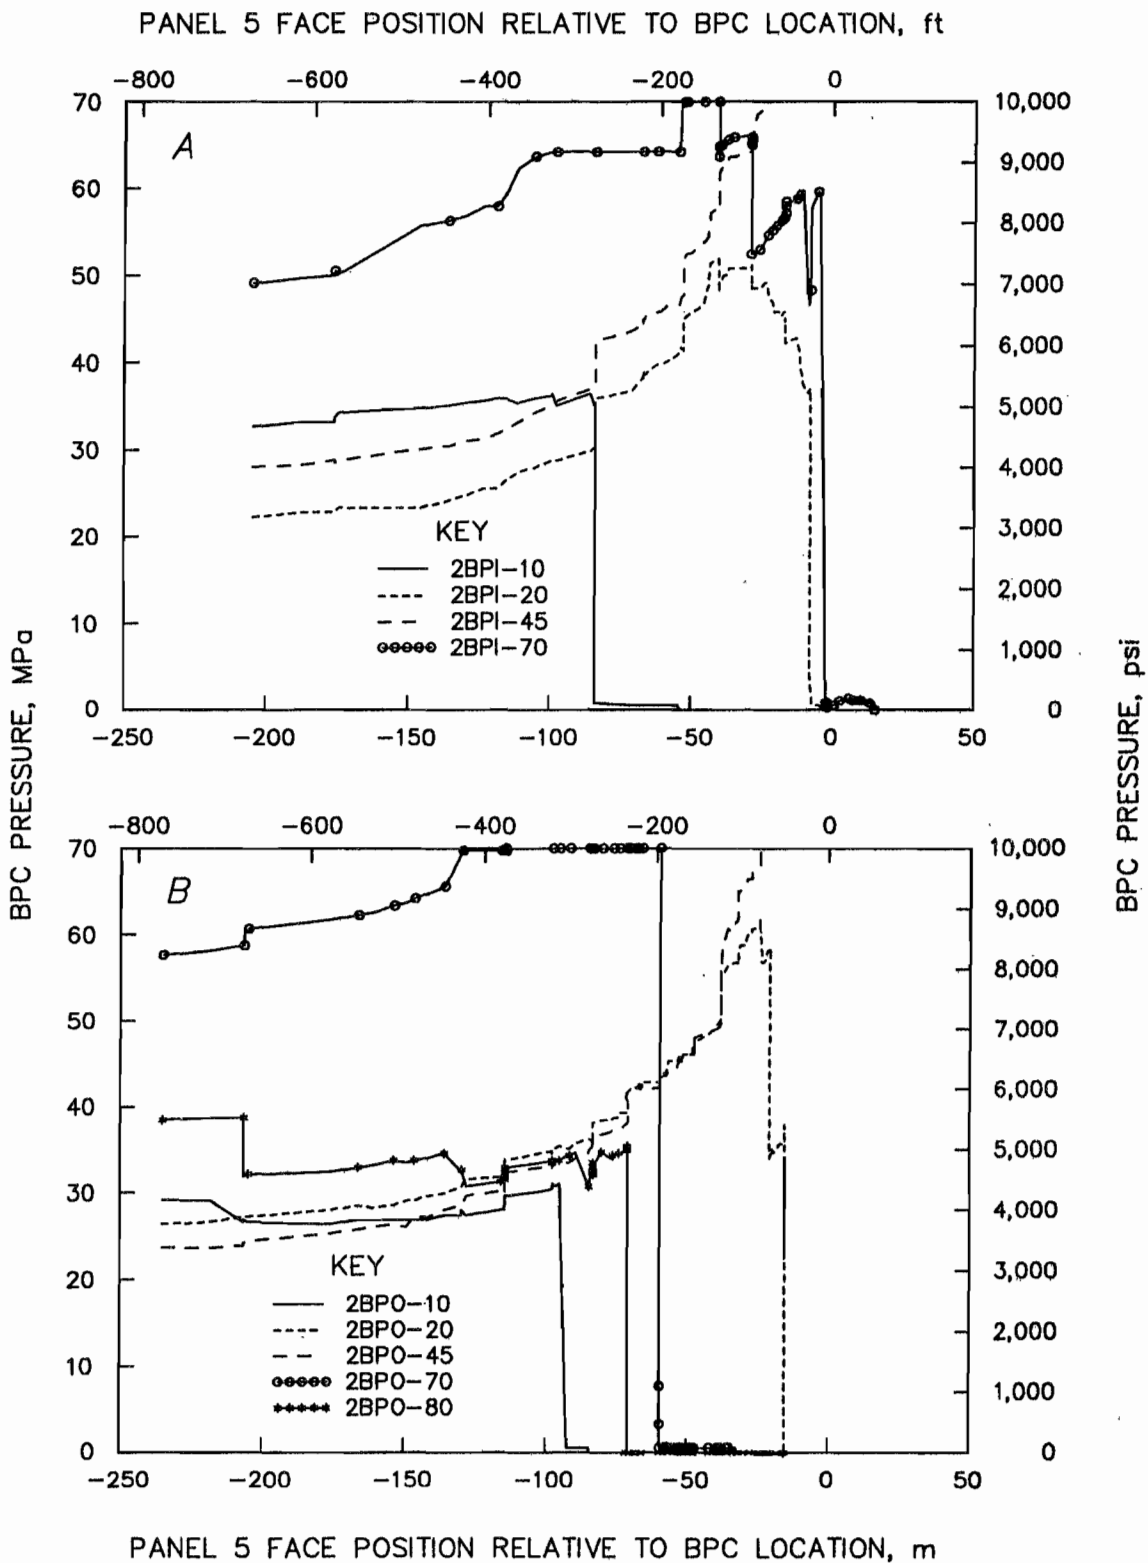 PANEL 5 FACE POSITION RELATIVE TO BPC LOCATION, ft
−800 −600 −400 −200 0
A
70 10,000
9,000
60
8,000
50
7,000
6,000
40
5,000
30
4,000
20
3,000
2,000
10
1,000
0 0
KEY
2BPI−10
2BPI−20
2BPI−45
2BPI−70
−250 −200 −150 −100 −50 0 50
BPC PRESSURE, MPa
BPC PRESSURE, psi
−800 −600 −400 −200 0
B
70 10,000
9,000
60
8,000
50
7,000
6,000
40
5,000
30
4,000
20
3,000
2,000
10
1,000
0 0
KEY
2BPO−10
2BPO−20
2BPO−45
2BPO−70
2BPO−80
−250 −200 −150 −100 −50 0 50
PANEL 5 FACE POSITION RELATIVE TO BPC LOCATION, m